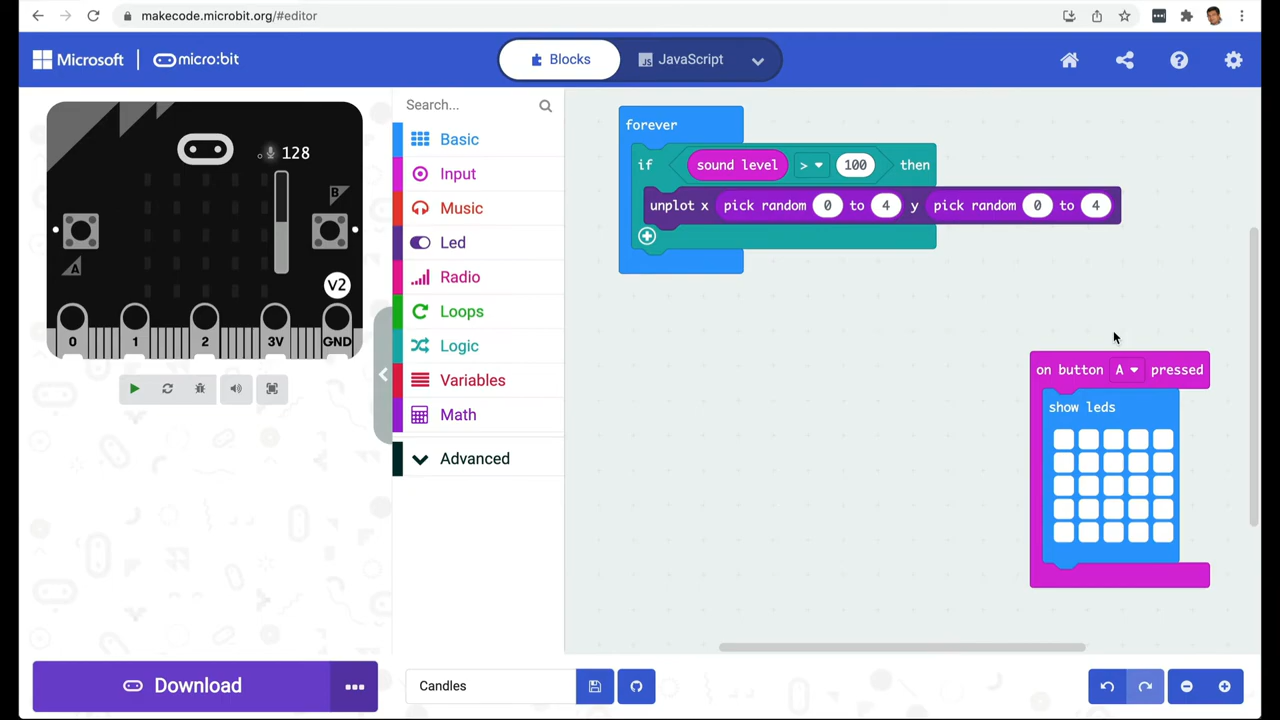 makecode.microbit.org/#editor
Microsoft | micro:bit
Blocks
JavaScript
128
B
A
V2
0 1 2 3V GND
Search...
Basic
Input
Music
Led
Radio
Loops
Logic
Variables
Math
Advanced
forever
if sound level > 100 then
unplot x pick random 0 to 4 y pick random 0 to 4
on button A pressed
show leds
Download
Candles